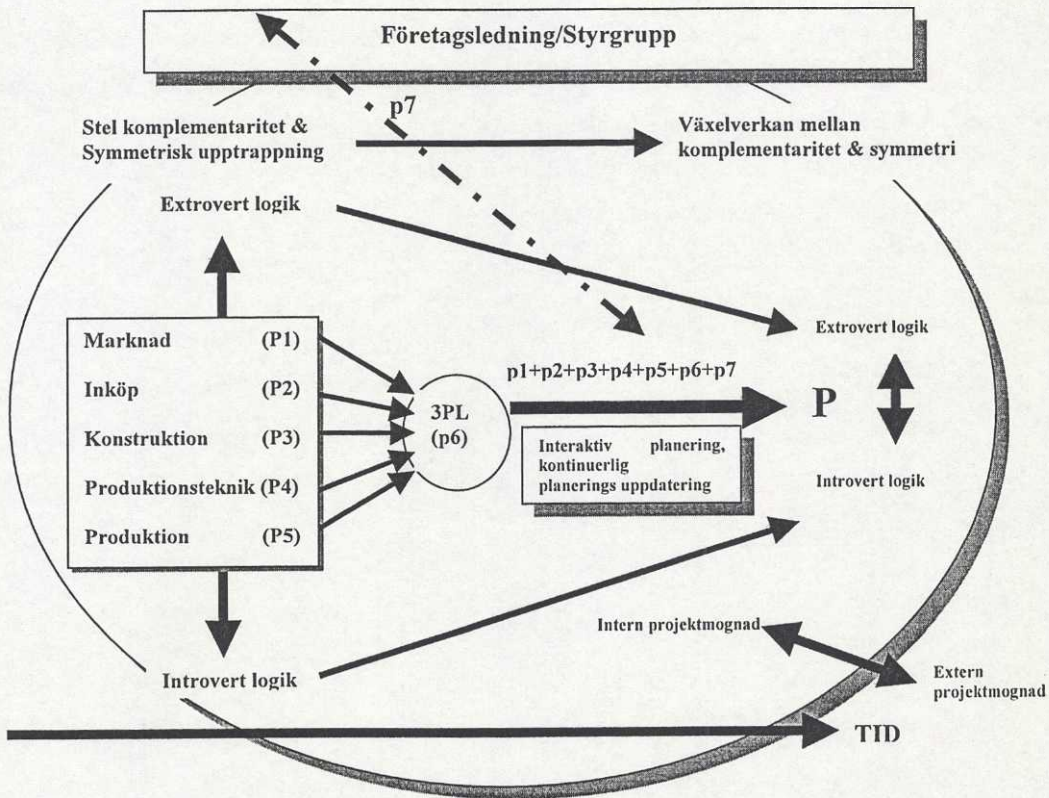 Företagsledning/Styrgrupp
p7
Stel komplementaritet &
Symmetrisk upptrappning
Växelverkan mellan
komplementaritet & symmetri
Extrovert logik
Extrovert logik
Marknad (P1)
Inköp (P2)
Konstruktion (P3)
Produktionsteknik (P4)
Produktion (P5)
3PL
(p6)
p1+p2+p3+p4+p5+p6+p7
P
Interaktiv planering,
kontinuerlig
planerings uppdatering
Introvert logik
Intern projektmognad
Introvert logik
Extern
projektmognad
TID